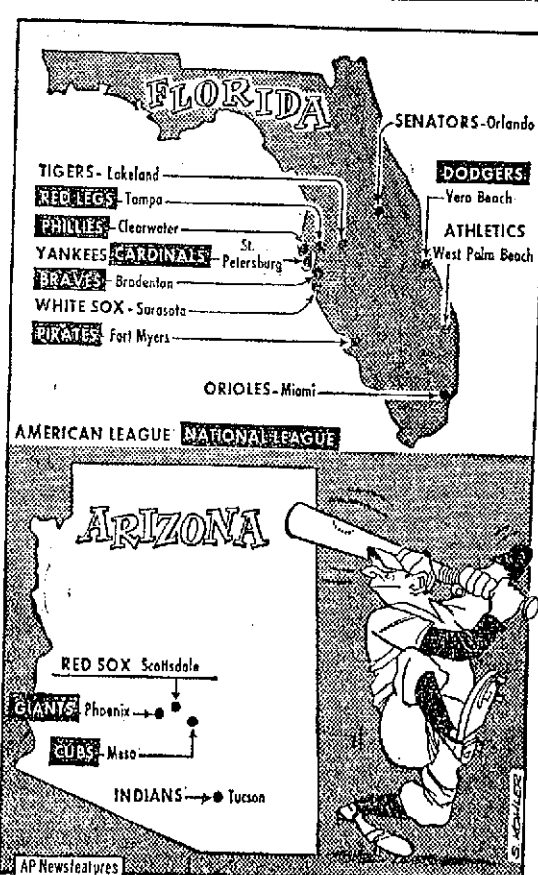 FLORIDA
SENATORS-Orlando
TIGERS- Lakeland
DODGERS
RED LEGS- Tampa
Vero Beach
PHILLIES- Clearwater
ATHLETICS
YANKEES CARDINALS- St. Petersburg
West Palm Beach
BRAVES- Bradenton
WHITE SOX- Sarasota
PIRATES- Fort Myers
ORIOLES-Miami
AMERICAN LEAGUE NATIONAL LEAGUE
ARIZONA
RED SOX Scottsdale
GIANTS- Phoenix
CUBS- Mesa
INDIANS Tucson
S. KOHLER
AP Newsfeatures